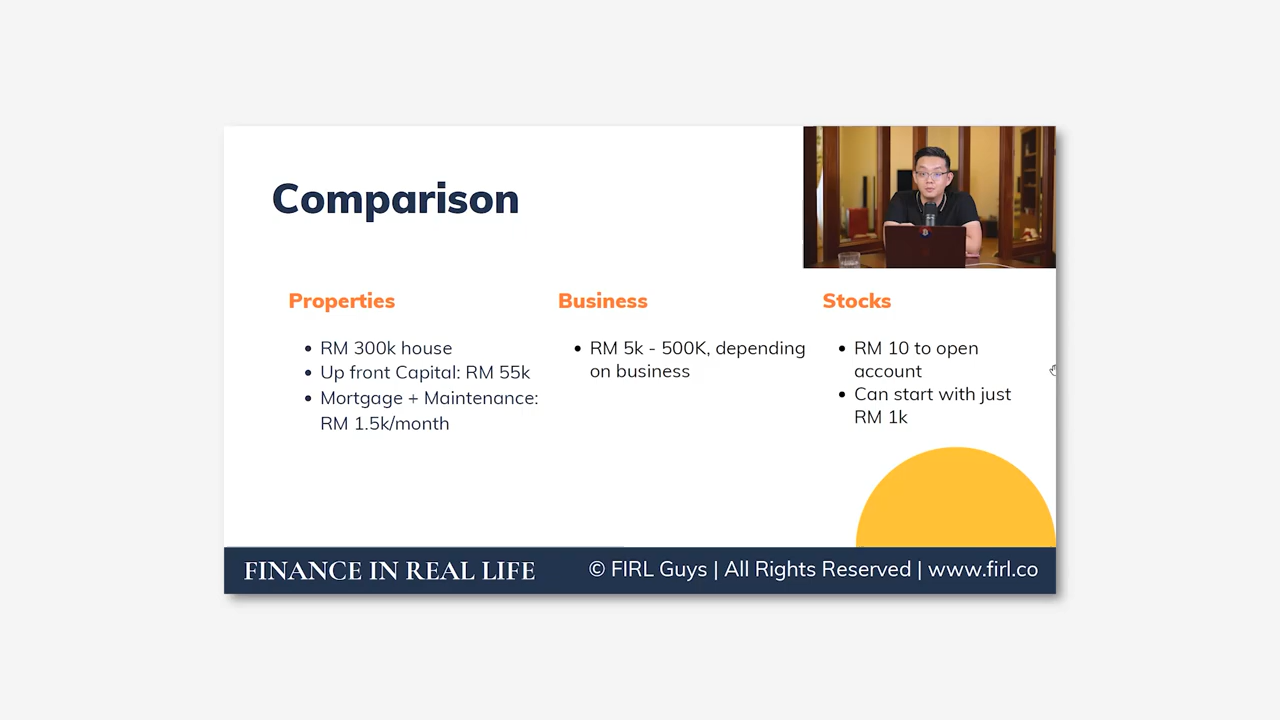 Comparison
Properties
• RM 300k house
• Up front Capital: RM 55k
• Mortgage + Maintenance:
RM 1.5k/month
Business
• RM 5k - 500K, depending
on business
Stocks
• RM 10 to open
account
• Can start with just
RM 1k
FINANCE IN REAL LIFE
© FIRL Guys | All Rights Reserved | www.firl.co